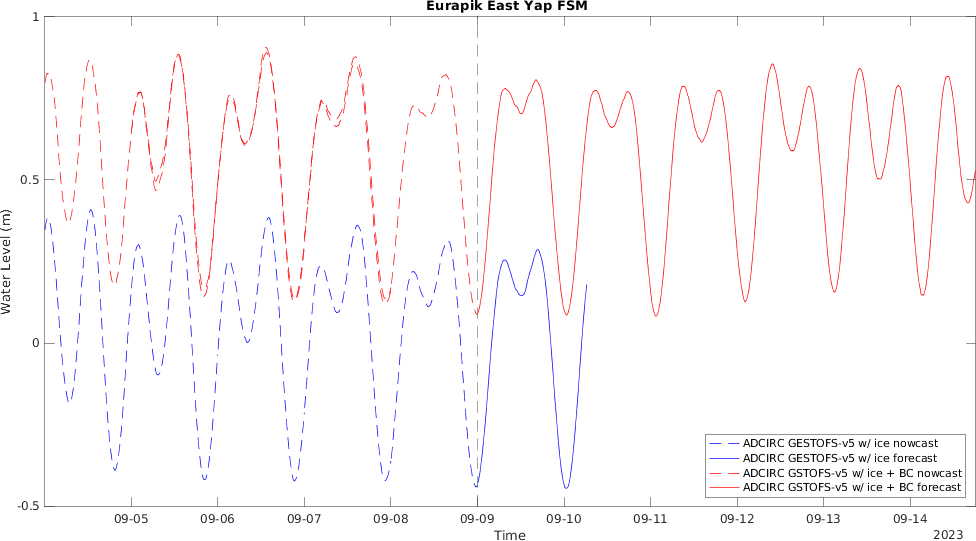 Eurapik East Yap FSM
1
0.5
0
-0.5
Water Level (m)
ADCIRC GESTOFS-v5 w/ ice nowcast
ADCIRC GESTOFS-v5 w/ ice forecast
ADCIRC GSTOFS-v5 w/ ice + BC nowcast
ADCIRC GSTOFS-v5 w/ ice + BC forecast
09-05 09-06 09-07 09-08 09-09 09-10 09-11 09-12 09-13 09-14
Time
2023